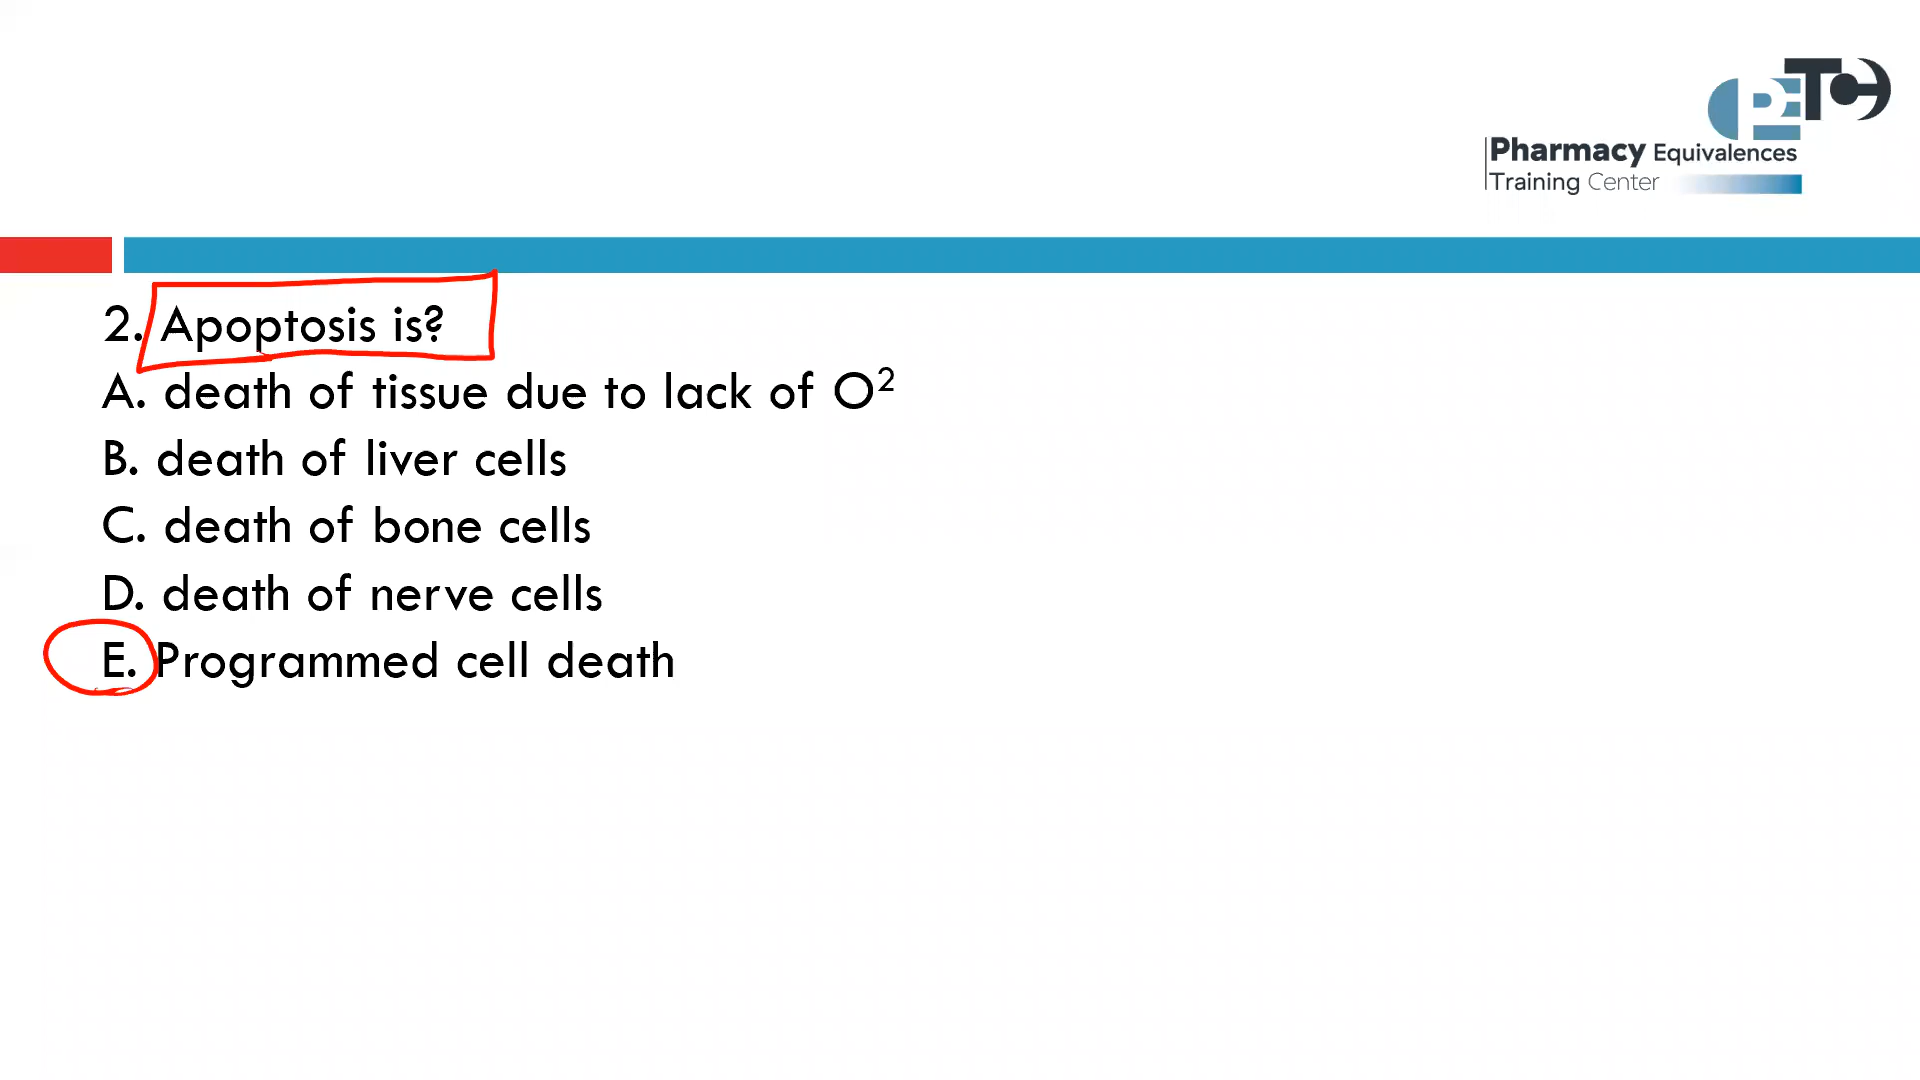 PETC
Pharmacy Equivalences
Training Center
2. Apoptosis is?
A. death of tissue due to lack of O²
B. death of liver cells
C. death of bone cells
D. death of nerve cells
E. Programmed cell death